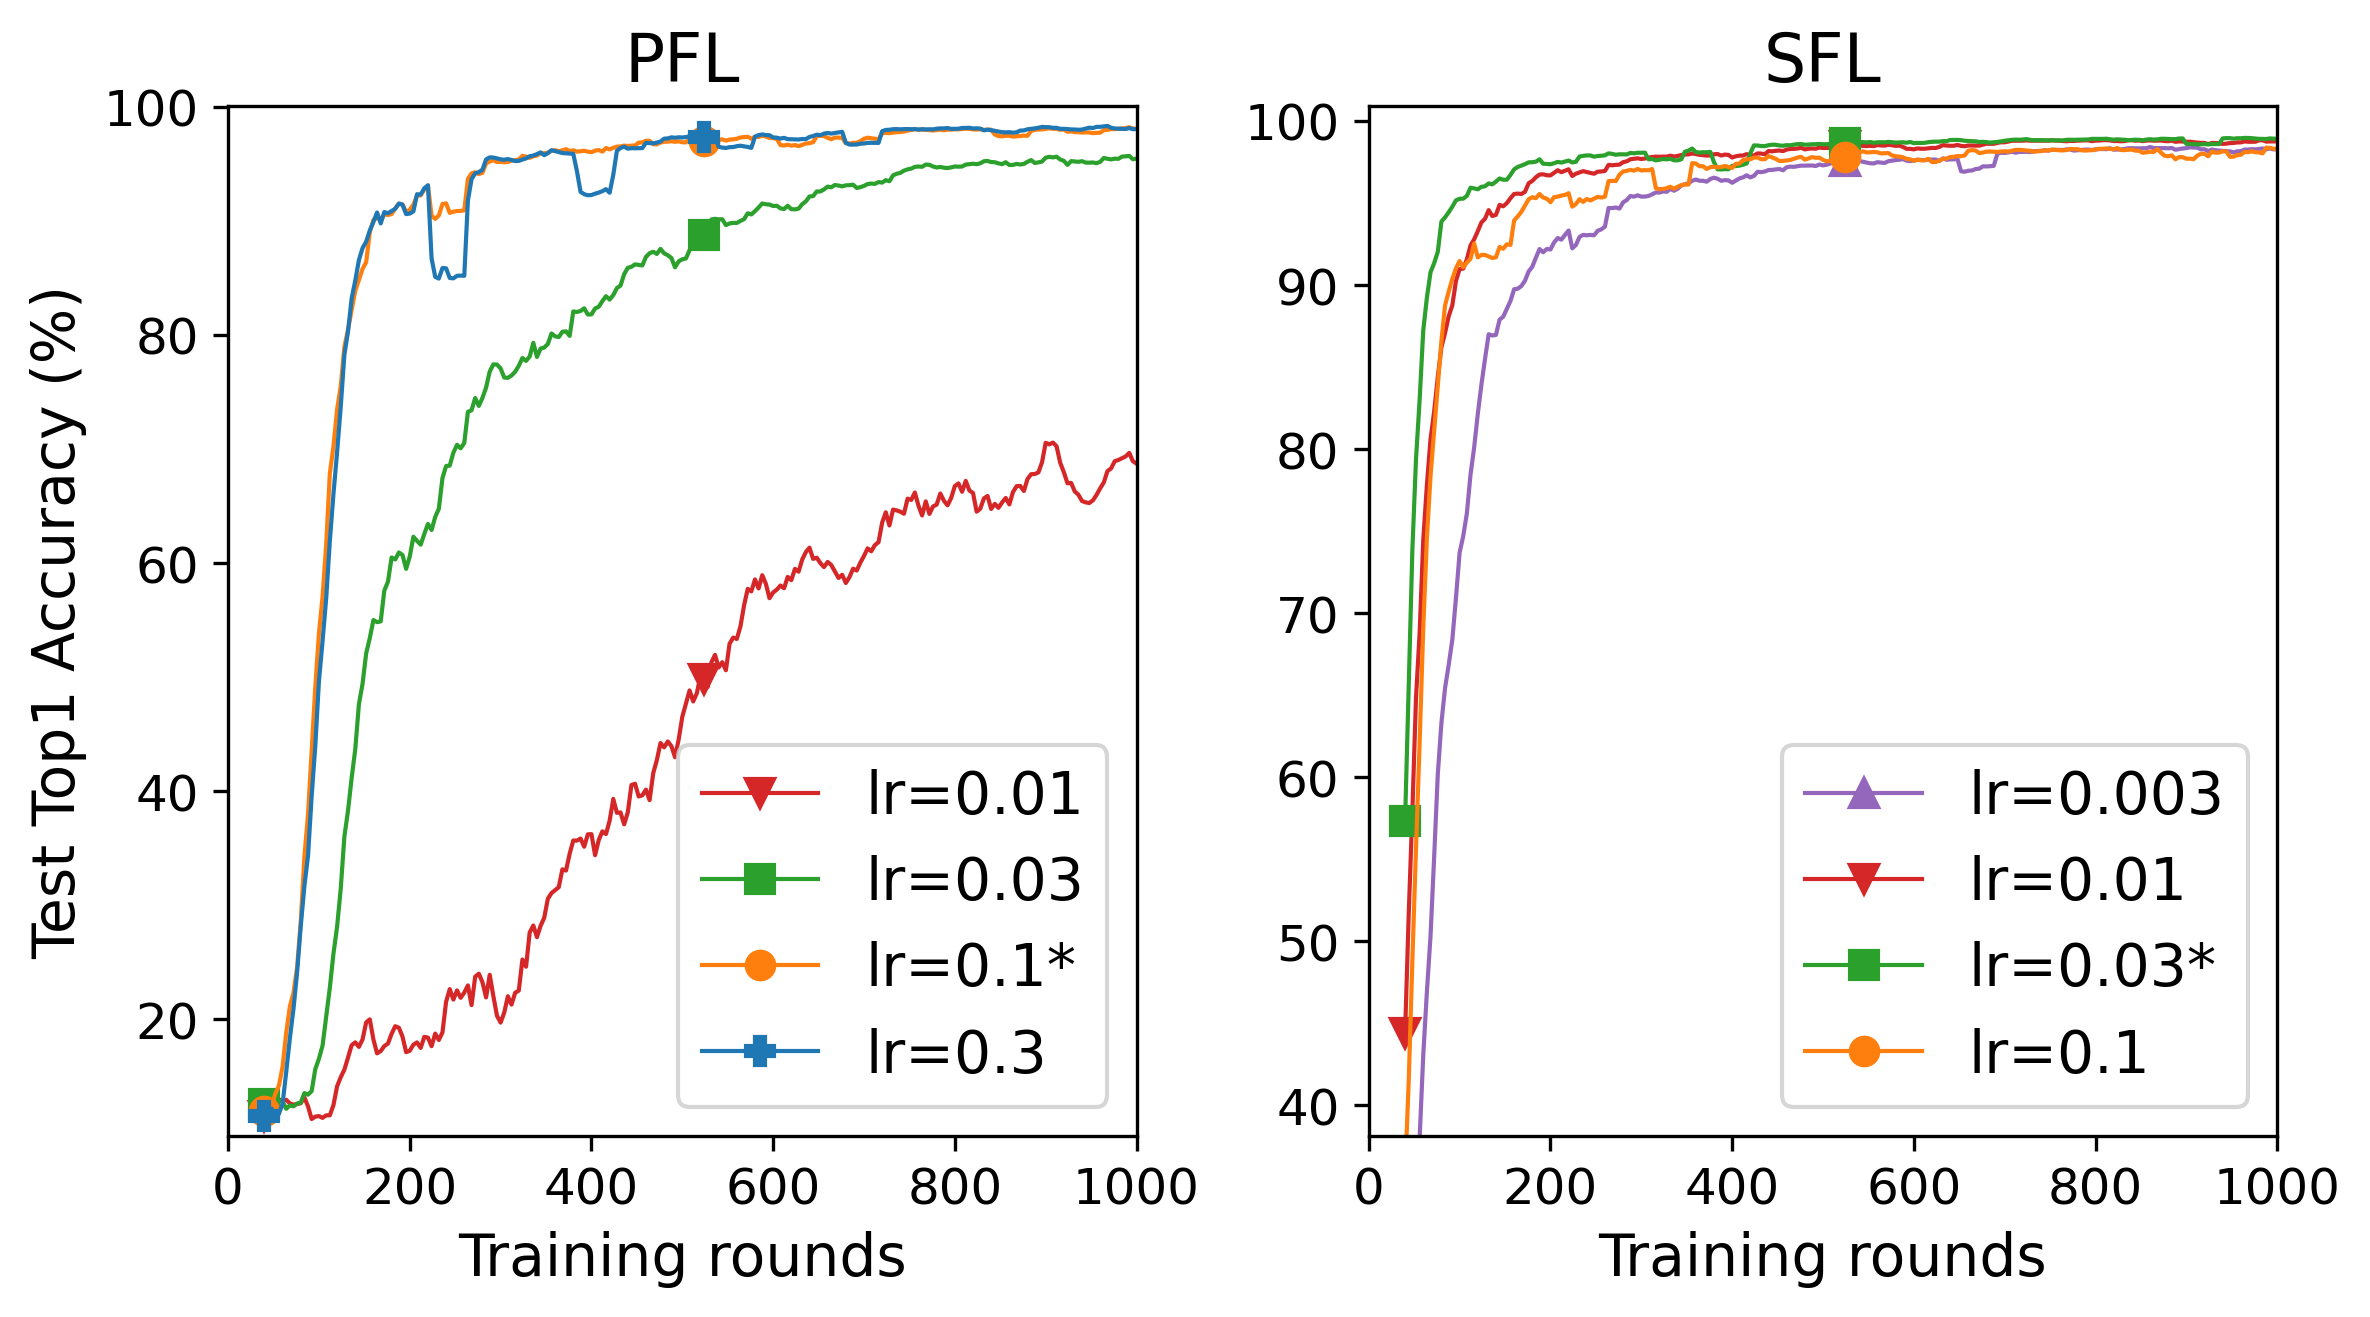 PFL
100
80
60
40
20
0 200 400 600 800 1000
Test Top1 Accuracy (%)
Training rounds
lr=0.01
lr=0.03
lr=0.1*
lr=0.3
SFL
100
90
80
70
60
50
40
0 200 400 600 800 1000
Training rounds
lr=0.003
lr=0.01
lr=0.03*
lr=0.1